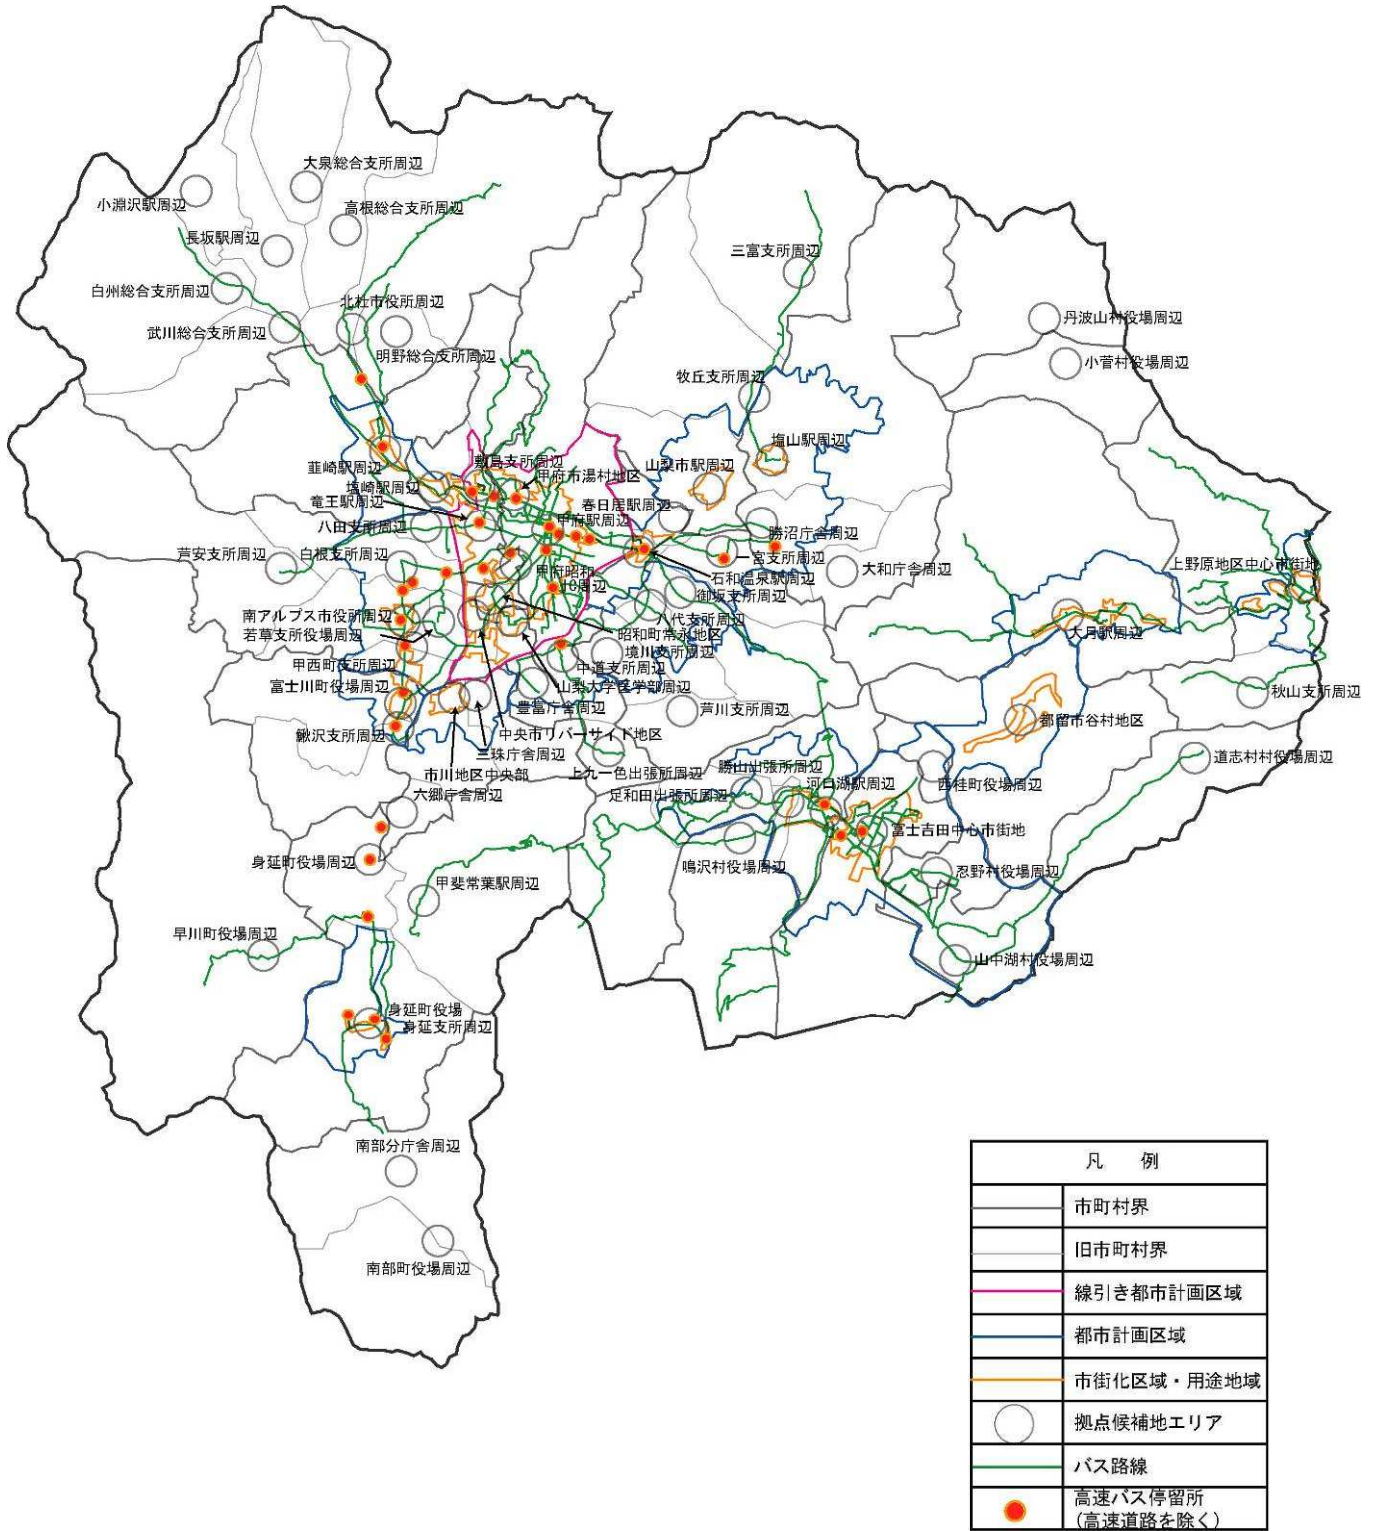 大泉総合支所周辺
小淵沢駅周辺
高根総合支所周辺
長坂駅周辺
三富支所周辺
白州総合支所周辺
北杜市役所周辺
武川総合支所周辺
丹波山村役場周辺
明野総合支所周辺
小菅村役場周辺
牧丘支所周辺
塩山駅周辺
韮崎駅周辺
敷島支所周辺
山梨市駅周辺
甲府市湯村地区
塩崎駅周辺
竜王駅周辺
春日居駅周辺
八田支所周辺
甲府駅周辺
勝沼庁舎周辺
芦安支所周辺
白根支所周辺
一宮支所周辺
大和庁舎周辺
上野原地区中心市街地
甲府昭和
IC周辺
石和温泉駅周辺
御坂支所周辺
南アルプス市役所周辺
八代支所周辺
若草支所役場周辺
昭和町常永地区
大月駅周辺
境川支所周辺
甲西町支所周辺
中道支所周辺
富士川町役場周辺
山梨大学医学部周辺
秋山支所周辺
豊富庁舎周辺
芦川支所周辺
都留市谷村地区
鰍沢支所周辺
中央市リバーサイド地区
三珠庁舎周辺
道志村村役場周辺
市川地区中央部
上九一色出張所周辺
勝山出張所周辺
河口湖駅周辺
西桂町役場周辺
六郷庁舎周辺
足和田出張所周辺
富士吉田中心市街地
身延町役場周辺
鳴沢村役場周辺
忍野村役場周辺
甲斐常葉駅周辺
早川町役場周辺
山中湖村役場周辺
身延町役場
身延支所周辺
南部分庁舎周辺
南部町役場周辺
凡 例
市町村界
旧市町村界
線引き都市計画区域
都市計画区域
市街化区域・用途地域
拠点候補地エリア
バス路線
高速バス停留所
(高速道路を除く)